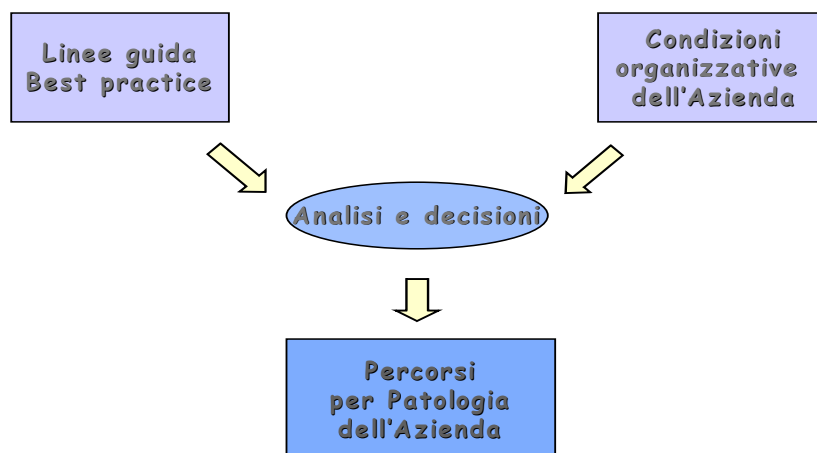 Linee guida
Best practice
Condizioni
organizzative
dell'Azienda
Analisi e decisioni
Percorsi
per Patologia
dell'Azienda